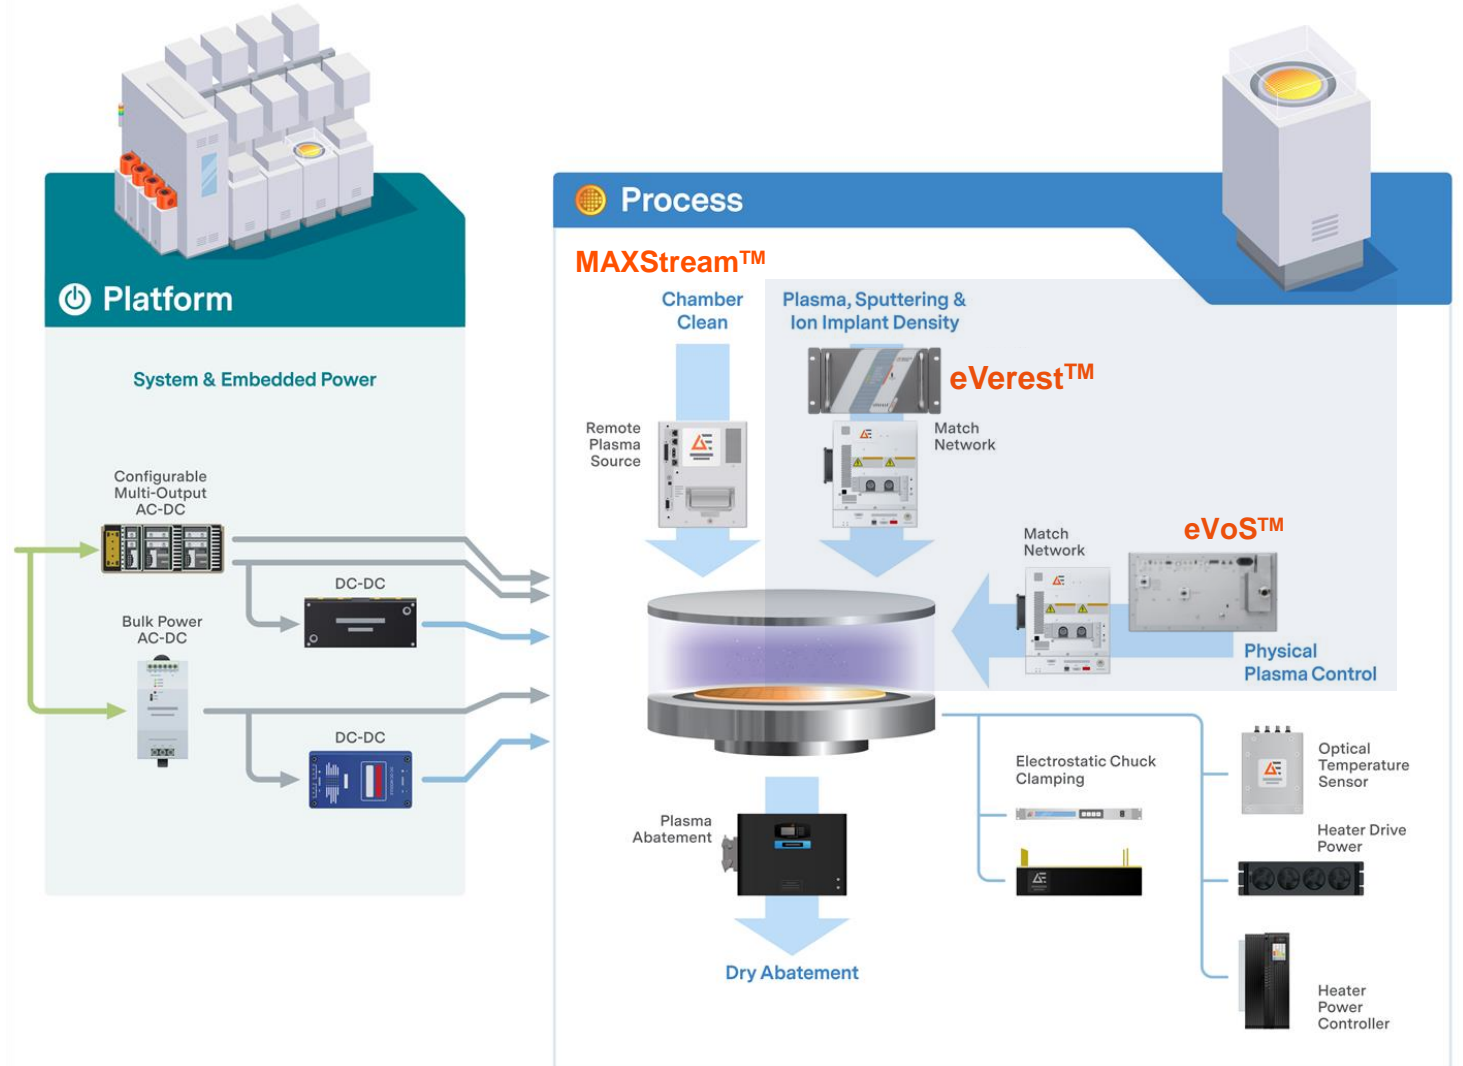 Platform
System & Embedded Power
Configurable
Multi-Output
AC-DC
DC-DC
Bulk Power
AC-DC
DC-DC
Process
MAXStream™
Chamber
Clean
Plasma, Sputtering &
Ion Implant Density
eVerest™
Remote
Plasma
Source
Match
Network
eVoS™
Match
Network
Physical
Plasma Control
Electrostatic Chuck
Clamping
Optical
Temperature
Sensor
Plasma
Abatement
Heater Drive
Power
Dry Abatement
Heater
Power
Controller